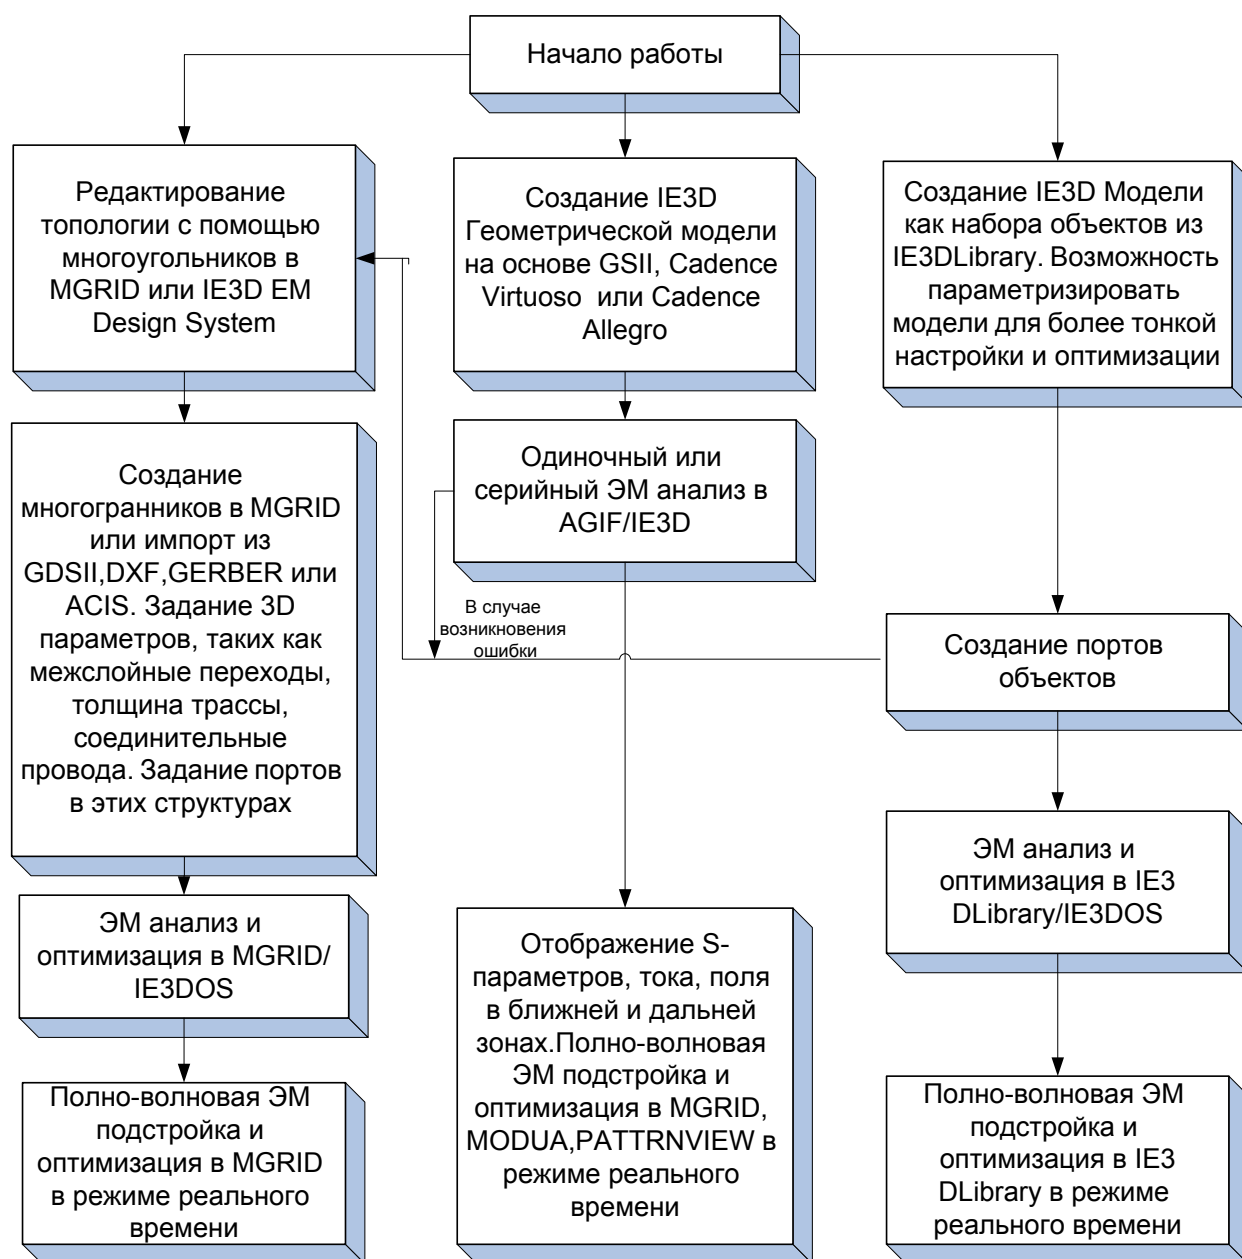 Начало работы
Редактирование
топологии с помощью
многоугольников в
MGRID или IE3D EM
Design System
Создание IE3D
Геометрической модели
на основе GSII, Cadence
Virtuoso или Cadence
Allegro
Создание IE3D Модели
как набора объектов из
IE3DLibrary. Возможность
параметризировать
модели для более тонкой
настройки и оптимизации
Создание
многогранников в MGRID
или импорт из
GDSII,DXF,GERBER или
ACIS. Задание 3D
параметров, таких как
межслойные переходы,
толщина трассы,
соединительные
провода. Задание портов
в этих структурах
Одиночный или
серийный ЭМ анализ в
AGIF/IE3D
В случае
возникновения
ошибки
Создание портов
объектов
ЭМ анализ и
оптимизация в MGRID/
IE3DOS
Отображение S-
параметров, тока, поля
в ближней и дальней
зонах.Полно-волновая
ЭМ подстройка и
оптимизация в MGRID,
MODUA,PATTRNVIEW в
режиме реального
времени
ЭМ анализ и
оптимизация в IE3
DLibrary/IE3DOS
Полно-волновая ЭМ
подстройка и
оптимизация в MGRID
в режиме реального
времени
Полно-волновая ЭМ
подстройка и
оптимизация в IE3
DLibrary в режиме
реального времени